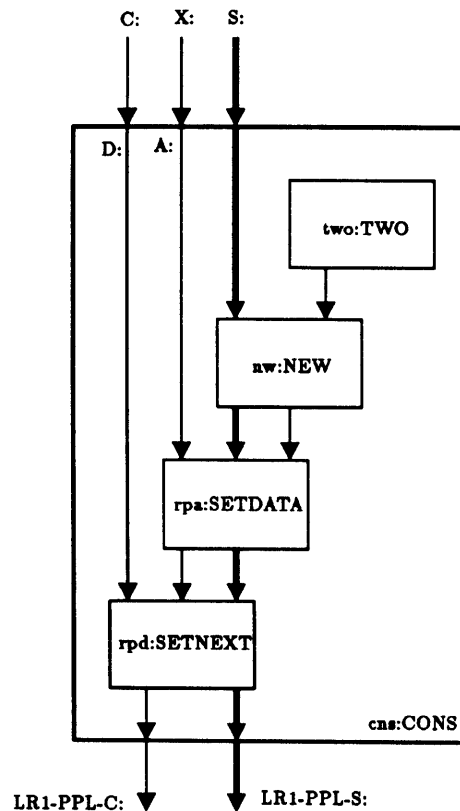 C: X: S:
D: A:
two:TWO
nw:NEW
rpa:SETDATA
rpd:SETNEXT
cns:CONS
LR1-PPL-C: LR1-PPL-S: